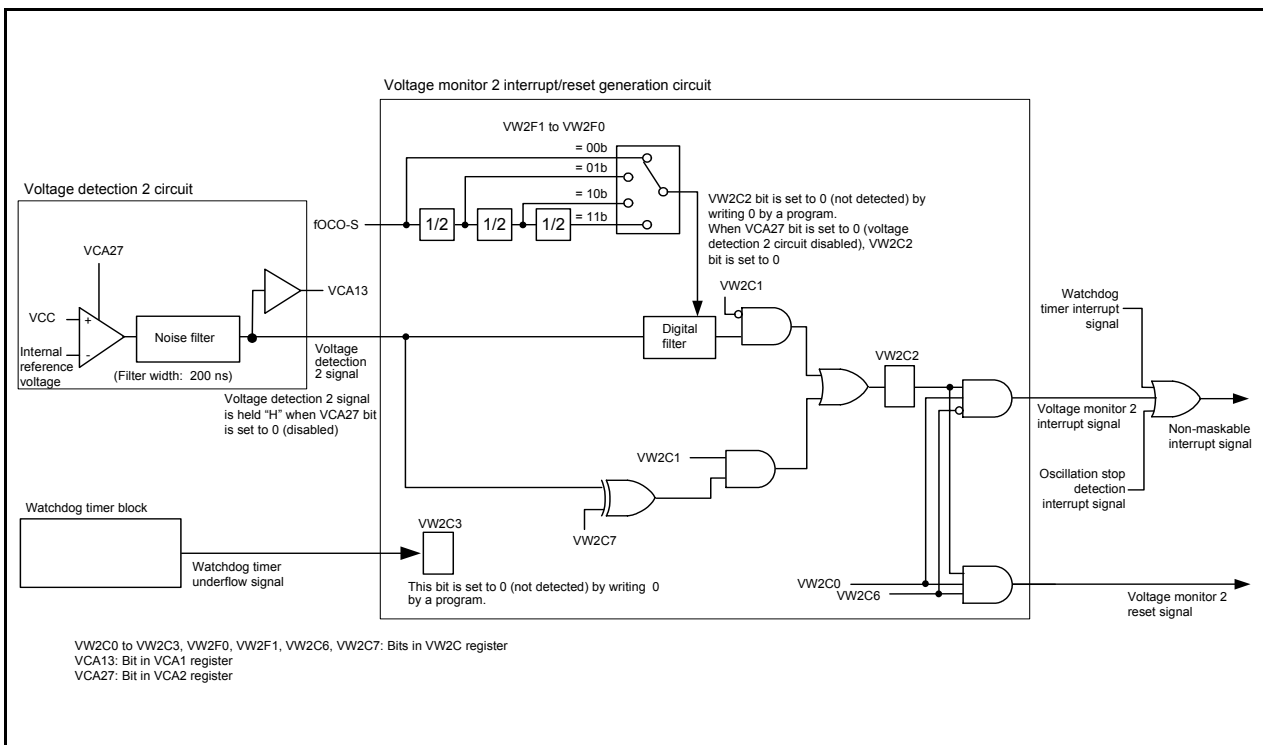 Voltage monitor 2 interrupt/reset generation circuit
VW2F1 to VW2F0
= 00b
= 01b
= 10b
= 11b
Voltage detection 2 circuit
fOCO-S
1/2
1/2
1/2
VW2C2 bit is set to 0 (not detected) by
writing 0 by a program.
When VCA27 bit is set to 0 (voltage
detection 2 circuit disabled), VW2C2
bit is set to 0
VCA27
VCA13
VCC
+
-
Internal
reference
voltage
Noise filter
(Filter width: 200 ns)
Voltage
detection
2 signal
Voltage detection 2 signal
is held “H” when VCA27 bit
is set to 0 (disabled)
Digital
filter
VW2C1
VW2C2
Watchdog
timer interrupt
signal
Voltage monitor 2
interrupt signal
Non-maskable
interrupt signal
Oscillation stop
detection
interrupt signal
VW2C1
VW2C7
Watchdog timer block
Watchdog timer
underflow signal
VW2C3
This bit is set to 0 (not detected) by writing 0
by a program.
VW2C0
VW2C6
Voltage monitor 2
reset signal
VW2C0 to VW2C3, VW2F0, VW2F1, VW2C6, VW2C7: Bits in VW2C register
VCA13: Bit in VCA1 register
VCA27: Bit in VCA2 register